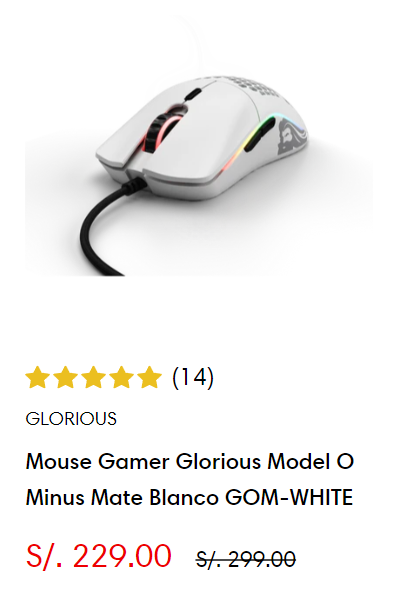 (14)
GLORIOUS
Mouse Gamer Glorious Model O
Minus Mate Blanco GOM-WHITE
S/. 229.00 S/. 299.00